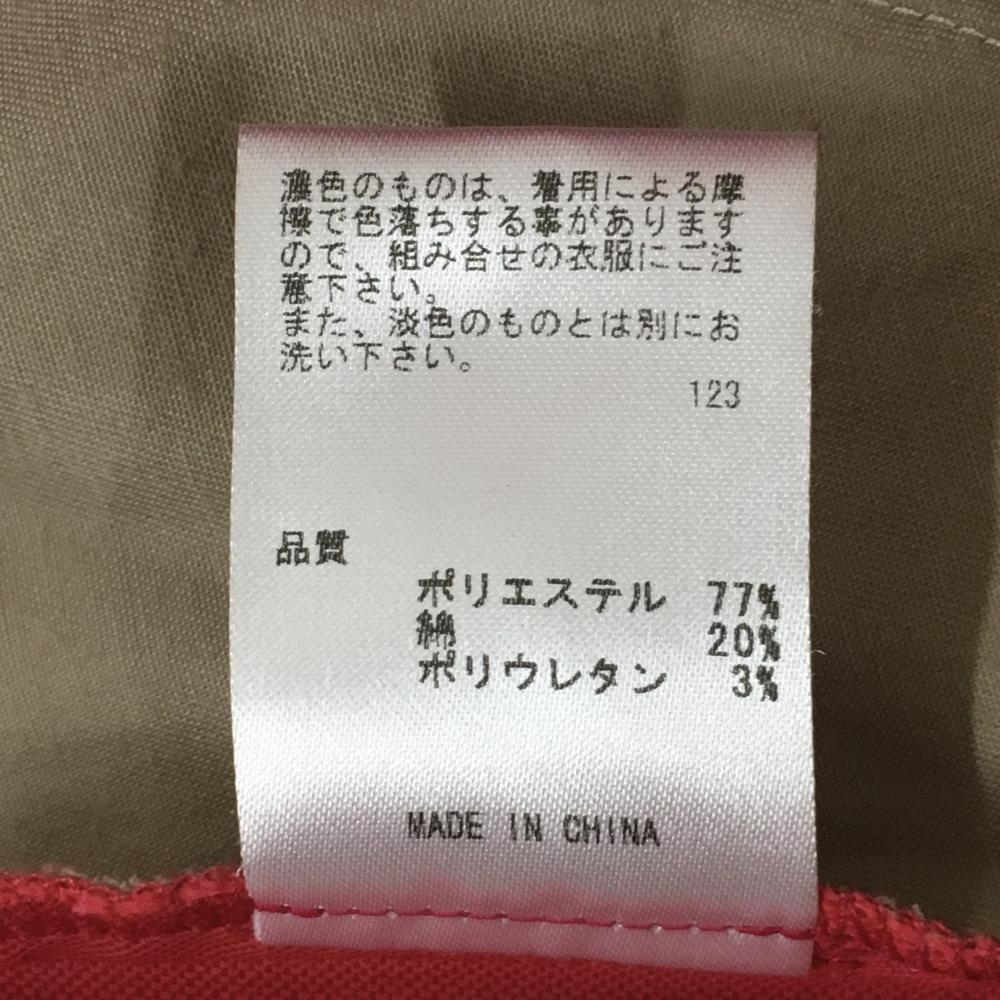 濃色のものは、着用による摩
擦で色落ちする事があります
ので、組み合せの衣服にご注
意下さい。
また、淡色のものとは別にお
洗い下さい。
123
品質
ポリエステル 77%
綿 20%
ポリウレタン 3%
MADE IN CHINA